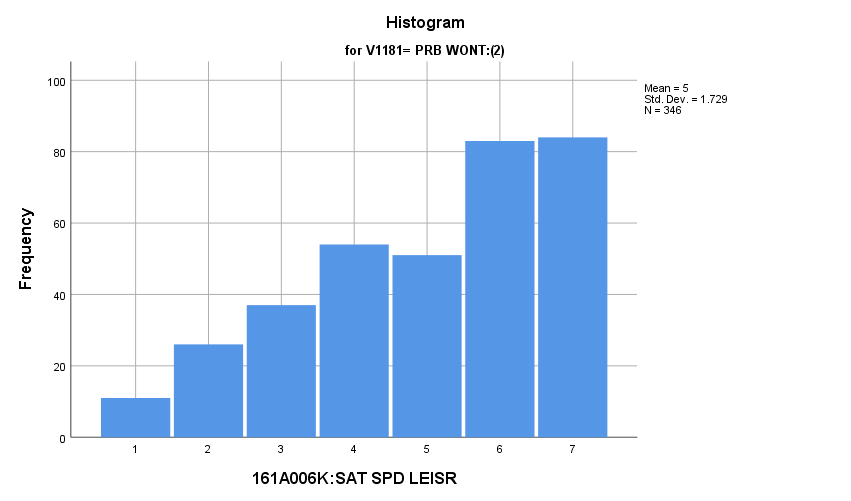 Histogram
for V1181= PRB WONT:(2)
Mean = 5
Std. Dev. = 1.729
N = 346
Frequency
100
80
60
40
20
0
1 2 3 4 5 6 7
161A006K:SAT SPD LEISR